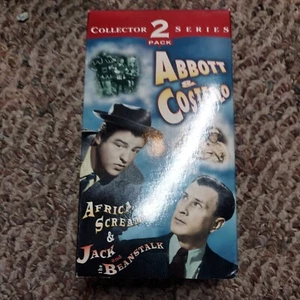 COLLECTOR 2 SERIES
PACK
ABBOTT
&
COSTELLO
AFRICA
SCREAMS
&
JACK and
the BEANSTALK